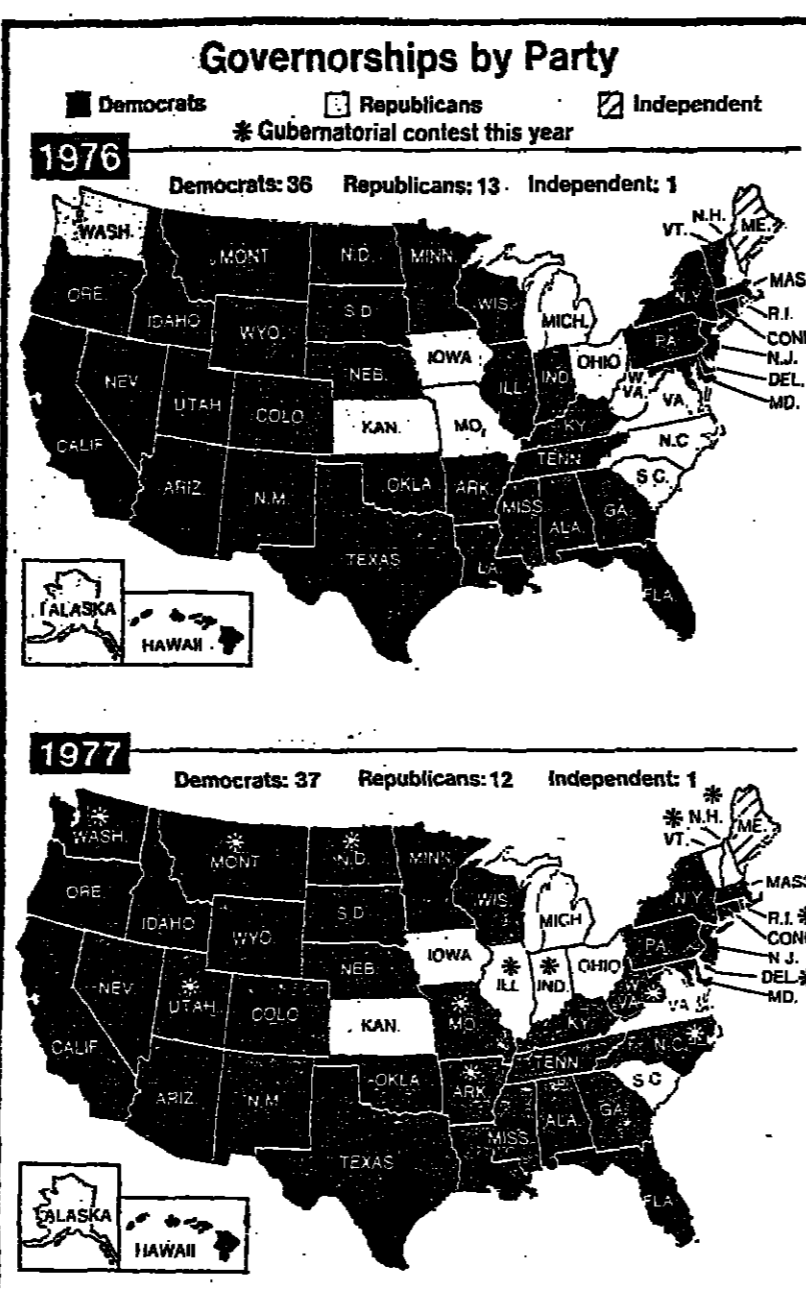 Governorships by Party
Democrats Republicans Independent
* Gubernatorial contest this year
1976
Democrats: 36 Republicans: 13 Independent: 1
WASH.
MONT
N.D.
MINN.
VT.
N.H.
ME.
ORE.
IDAHO
WYO.
S.D.
WIS.
MICH.
N.Y.
MAS
R.I.
CON
N.J.
DEL.
MD.
NEV
UTAH
COLO
NEB.
IOWA
ILL
IND
OHIO
PA
W. VA.
VA.
CALIF
KAN.
MO.
KY.
N.C
TENN
S.C.
ARIZ
N.M.
OKLA
ARK
MISS
ALA.
GA.
TEXAS
LA.
FLA.
ALASKA
HAWAII
1977
Democrats: 37 Republicans: 12 Independent: 1
* WASH.
* MONT
* N.D.
MINN.
* VT.
* N.H.
ME.
ORE.
IDAHO
WYO.
S.D.
WIS.
MICH
N.Y.
MASS
R.I. *
CON
N J.
DEL *
MD.
NEV
* UTAH
COLO
NEB
IOWA
* ILL
* IND.
OHIO
PA.
W. VA.
VA
CALIF
KAN.
* MO.
KY.
N.C. *
TENN
S C
ARIZ
N.M
OKLA
* ARK
MISS.
ALA.
GA.
TEXAS
FLA.
ALASKA
HAWAII